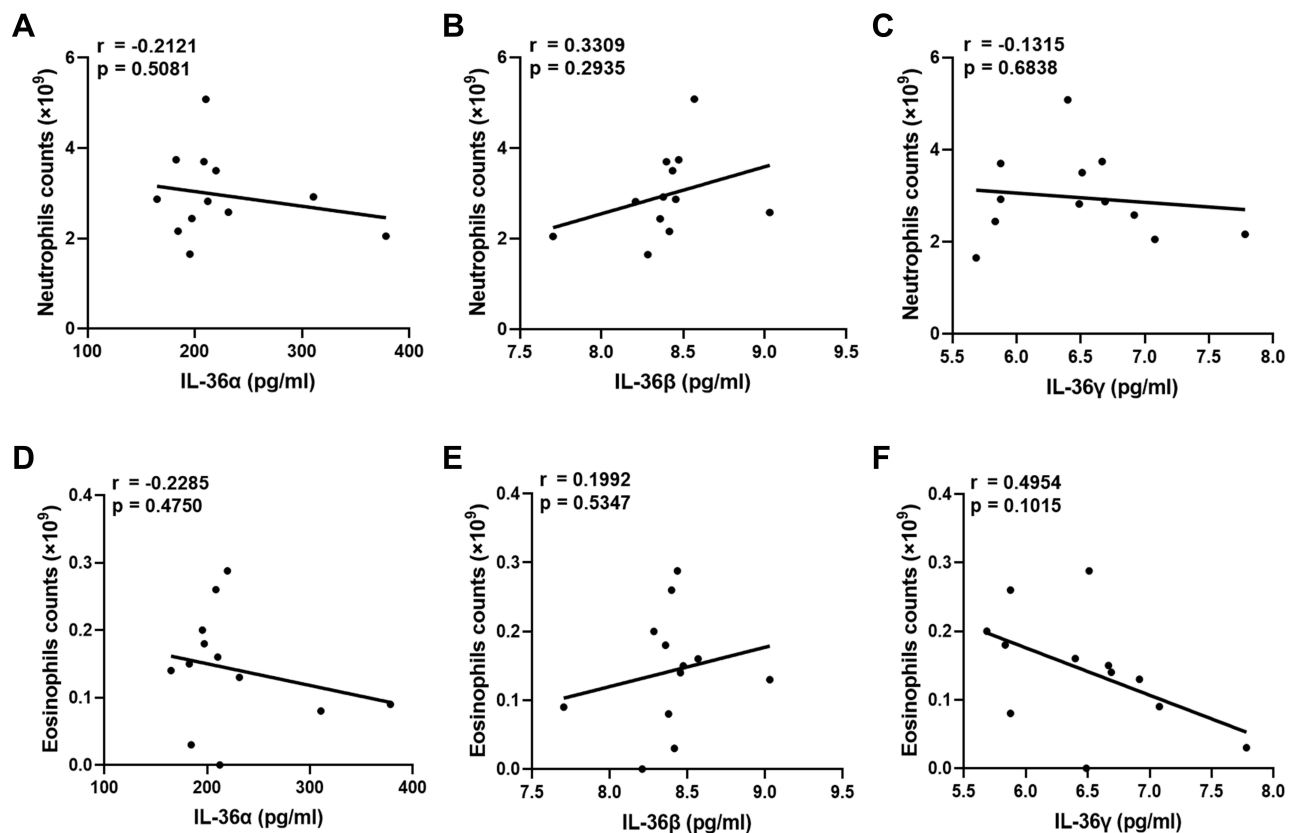 A
r = -0.2121
p = 0.5081
Neutrophils counts (×10⁹)
6
4
2
0
100 200 300 400
IL-36α (pg/ml)
B
r = 0.3309
p = 0.2935
Neutrophils counts (×10⁹)
6
4
2
0
7.5 8.0 8.5 9.0 9.5
IL-36β (pg/ml)
C
r = -0.1315
p = 0.6838
Neutrophils counts (×10⁹)
6
4
2
0
5.5 6.0 6.5 7.0 7.5 8.0
IL-36γ (pg/ml)
D
r = -0.2285
p = 0.4750
Eosinophils counts (×10⁹)
0.4
0.3
0.2
0.1
0.0
100 200 300 400
IL-36α (pg/ml)
E
r = 0.1992
p = 0.5347
Eosinophils counts (×10⁹)
0.4
0.3
0.2
0.1
0.0
7.5 8.0 8.5 9.0 9.5
IL-36β (pg/ml)
F
r = 0.4954
p = 0.1015
Eosinophils counts (×10⁹)
0.4
0.3
0.2
0.1
0.0
5.5 6.0 6.5 7.0 7.5 8.0
IL-36γ (pg/ml)